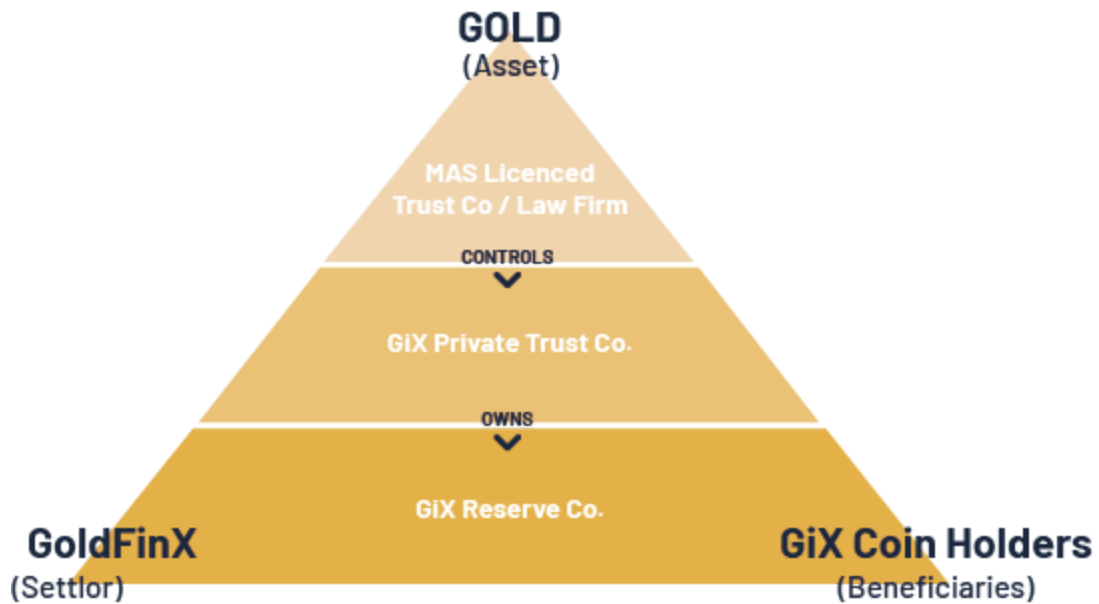 GOLD
(Asset)
MAS Licenced
Trust Co / Law Firm
CONTROLS
GiX Private Trust Co.
OWNS
GiX Reserve Co.
GoldFinX
(Settlor)
GiX Coin Holders
(Beneficiaries)